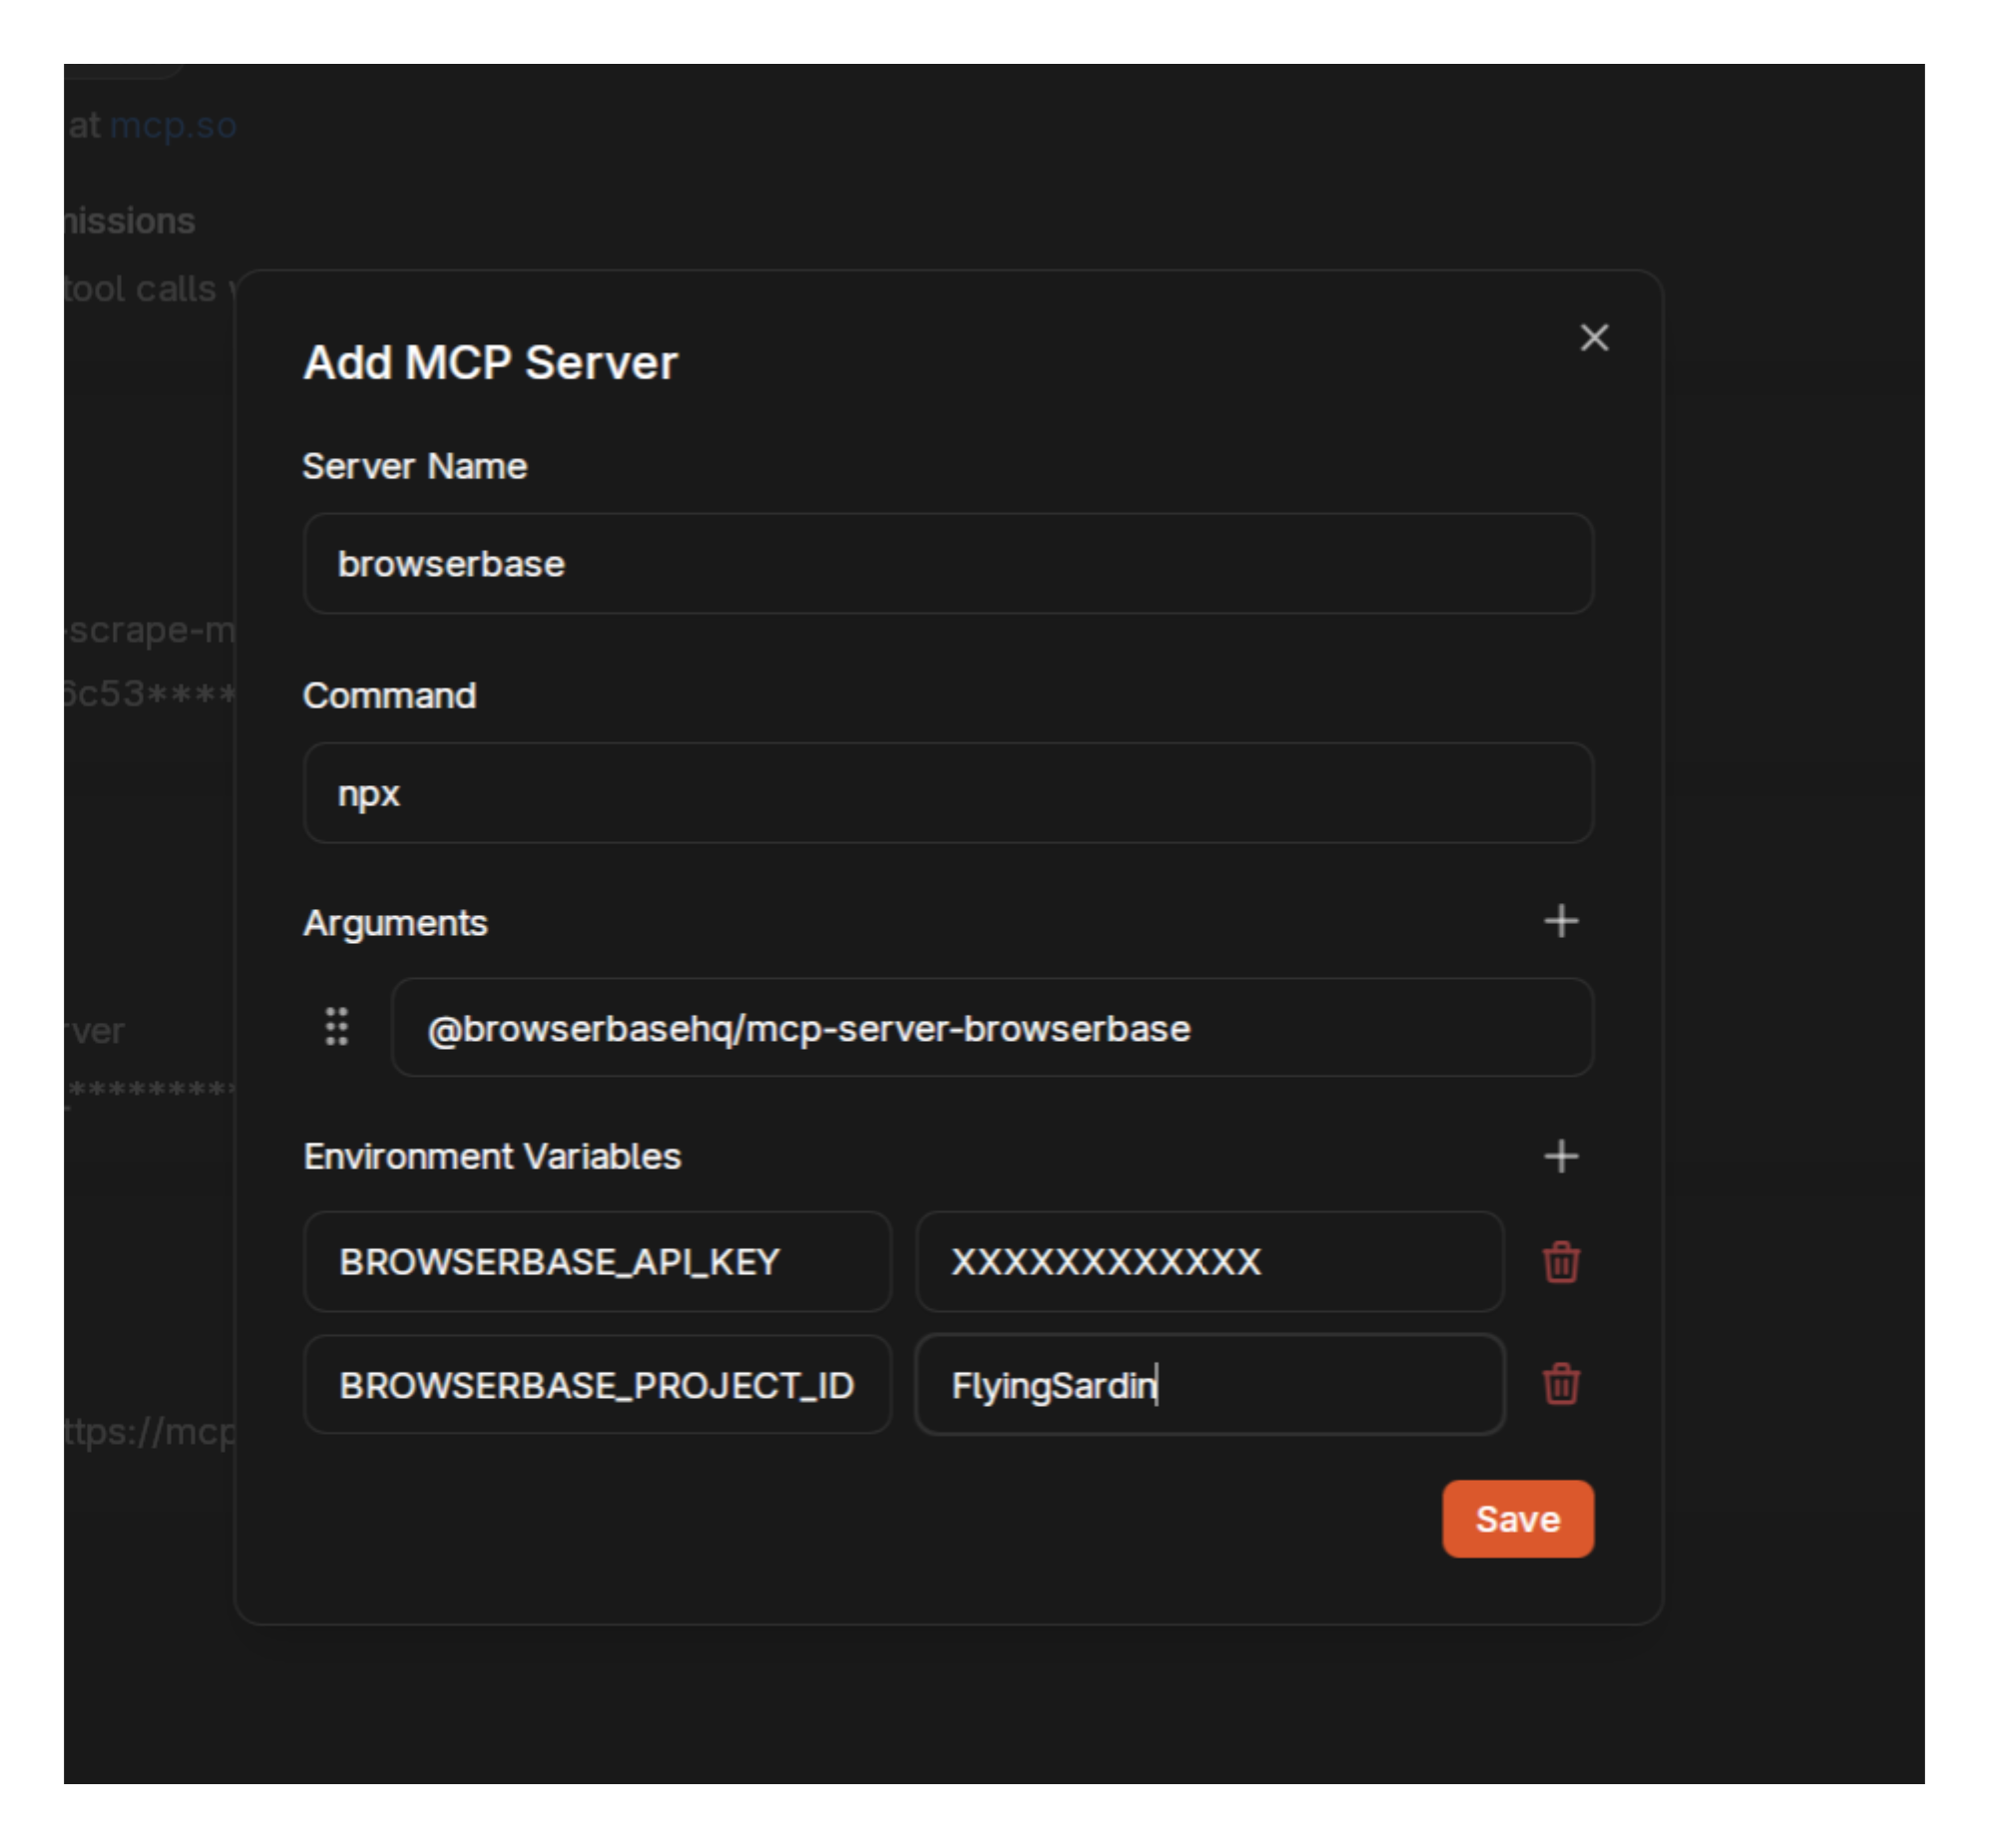 at mcp.so
missions
tool calls
Add MCP Server
Server Name
browserbase
-scrape-m
6c53****
Command
npx
Arguments
@browserbasehq/mcp-server-browserbase
rver
*********
Environment Variables
BROWSERBASE_API_KEY XXXXXXXXXXXX
BROWSERBASE_PROJECT_ID FlyingSardin
ttps://mcp
Save